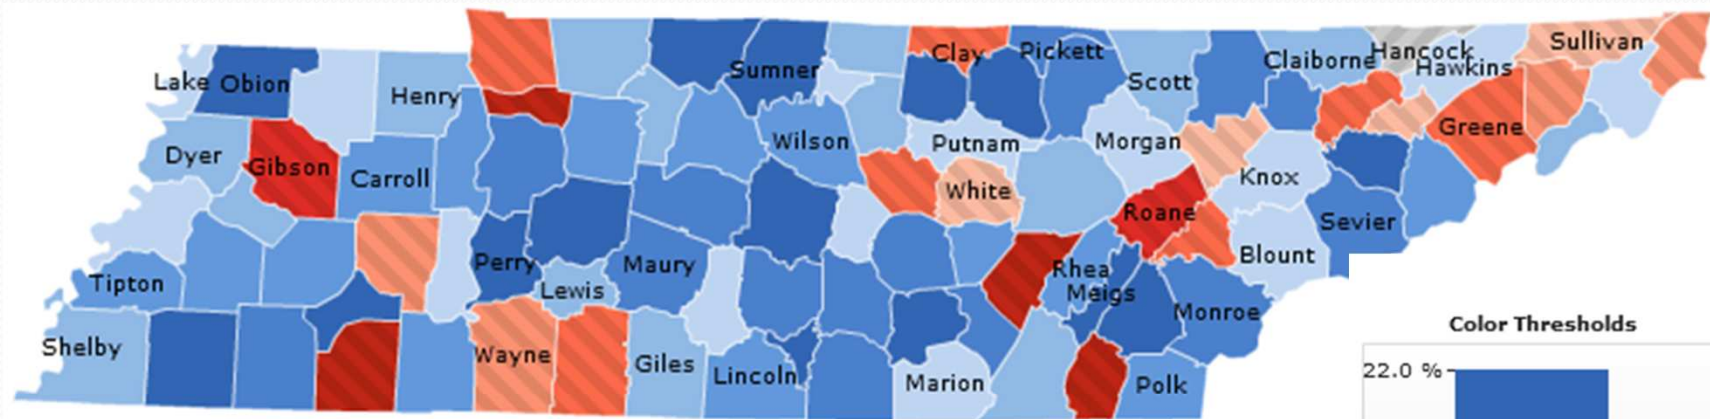 Clay
Pickett
Hancock
Sullivan
Sumner
Claiborne
Hawkins
Lake
Obion
Scott
Henry
Greene
Wilson
Putnam
Morgan
Dyer
Gibson
Carroll
Knox
White
Roane
Sevier
Perry
Maury
Rhea
Blount
Tipton
Lewis
Meigs
Monroe
Color Thresholds
Shelby
Wayne
Giles
Lincoln
Marion
Polk
22.0 %